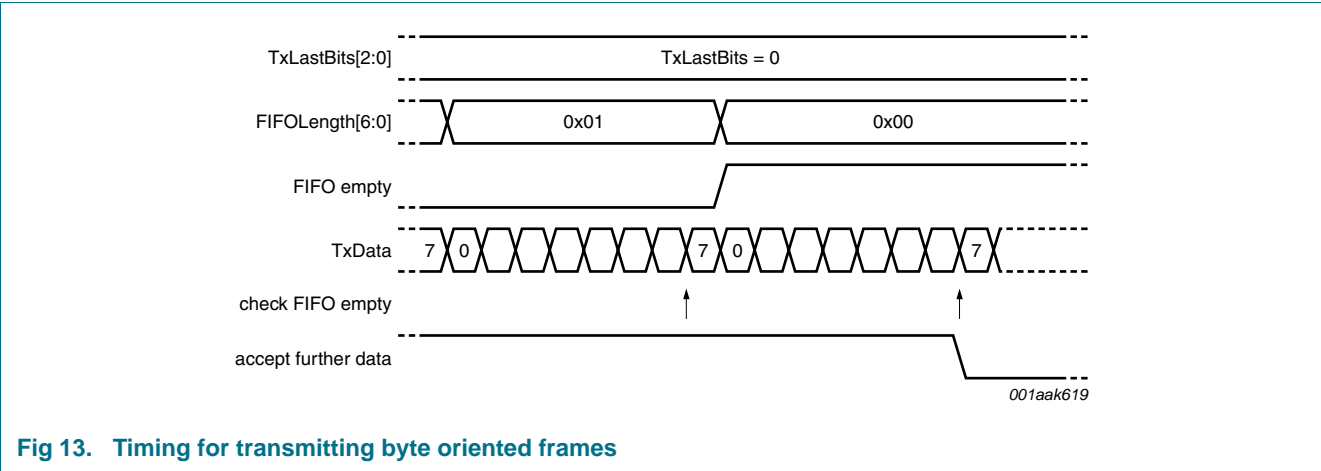 TxLastBits[2:0]
TxLastBits = 0
FIFOLength[6:0]
0x01
0x00
FIFO empty
TxData
7
0
7
0
7
check FIFO empty
accept further data
001aak619
Fig 13. Timing for transmitting byte oriented frames